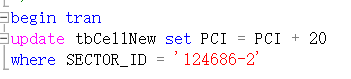 begin tran
update tbCellNew set PCI = PCI + 20
where SECTOR_ID = '124686-2'